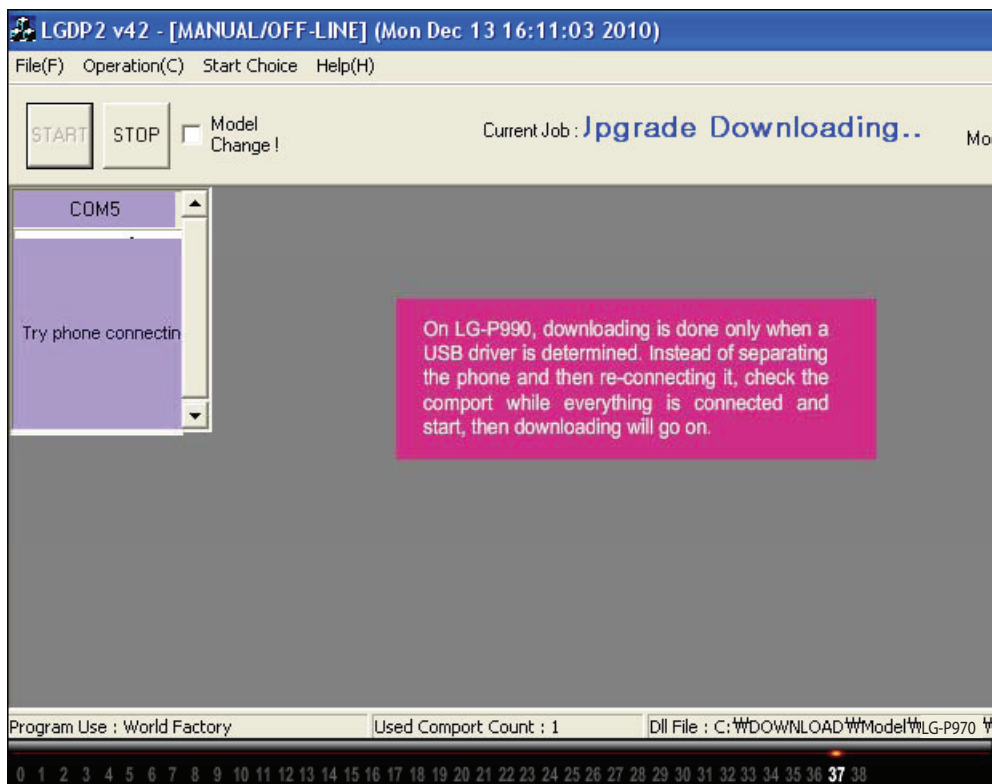 LGDP2 v42 - [MANUAL/OFF-LINE] (Mon Dec 13 16:11:03 2010)
File(F) Operation(C) Start Choice Help(H)
START STOP Model Change !
Current Job : Upgrade Downloading.. Mo
COM5
Try phone connectin
On LG-P990, downloading is done only when a
USB driver is determined. Instead of separating
the phone and then re-connecting it, check the
comport while everything is connected and
start, then downloading will go on.
Program Use : World Factory Used Comport Count : 1 Dll File : C:₩DOWNLOAD₩Model₩LG-P970 ₩
0 1 2 3 4 5 6 7 8 9 10 11 12 13 14 15 16 17 18 19 20 21 22 23 24 25 26 27 28 29 30 31 32 33 34 35 36 37 38